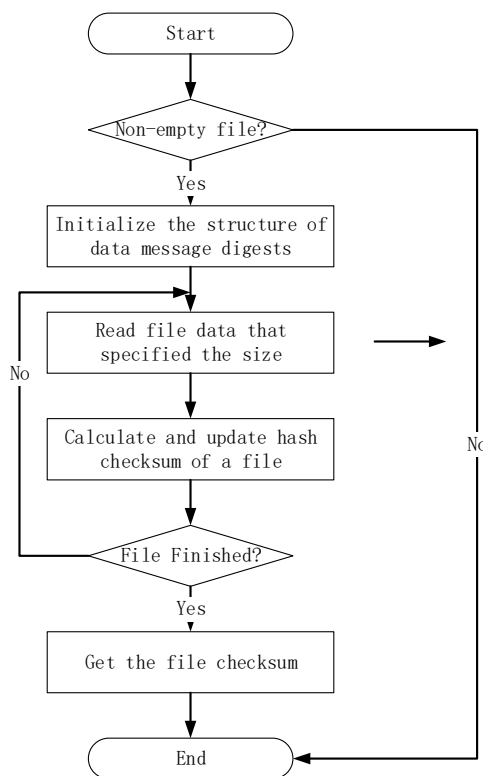 Start
Non-empty file?
Yes
Initialize the structure of
data message digests
Read file data that
specified the size
No
Calculate and update hash
checksum of a file
No
File Finished?
Yes
Get the file checksum
End